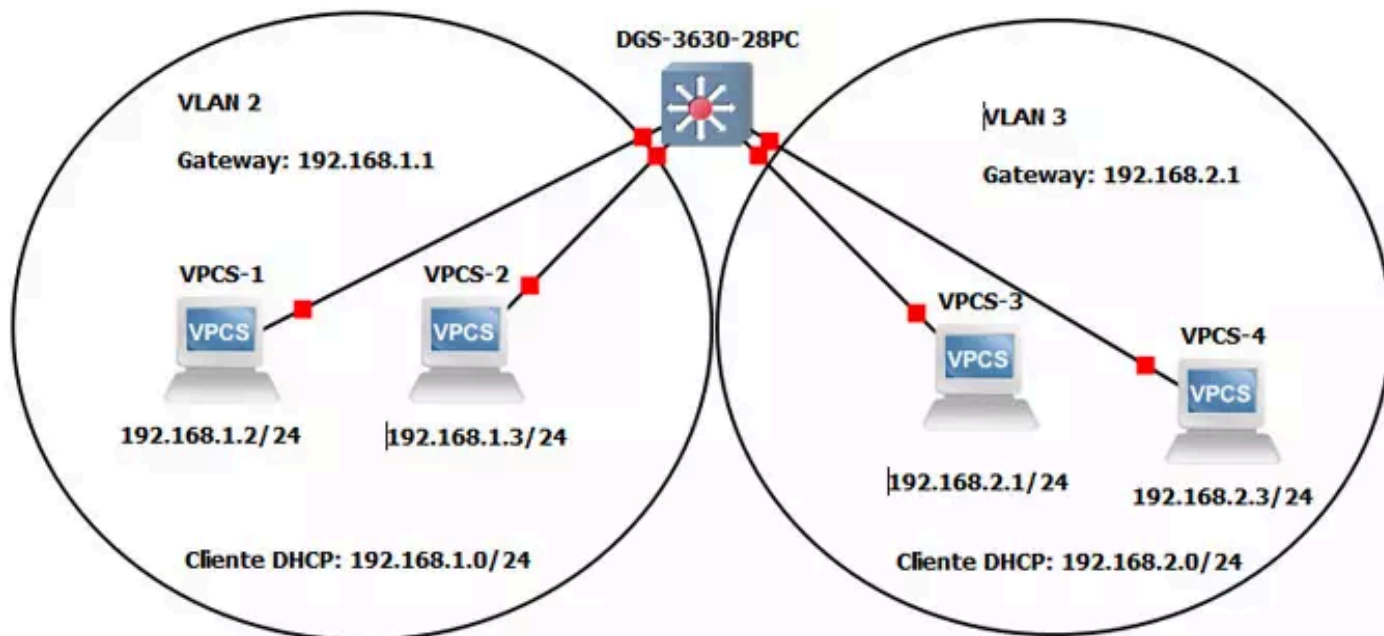 DGS-3630-28PC
VLAN 2
Gateway: 192.168.1.1
VLAN 3
Gateway: 192.168.2.1
VPCS-1
VPCS
192.168.1.2/24
VPCS-2
VPCS
192.168.1.3/24
VPCS-3
VPCS
192.168.2.1/24
VPCS-4
VPCS
192.168.2.3/24
Cliente DHCP: 192.168.1.0/24
Cliente DHCP: 192.168.2.0/24